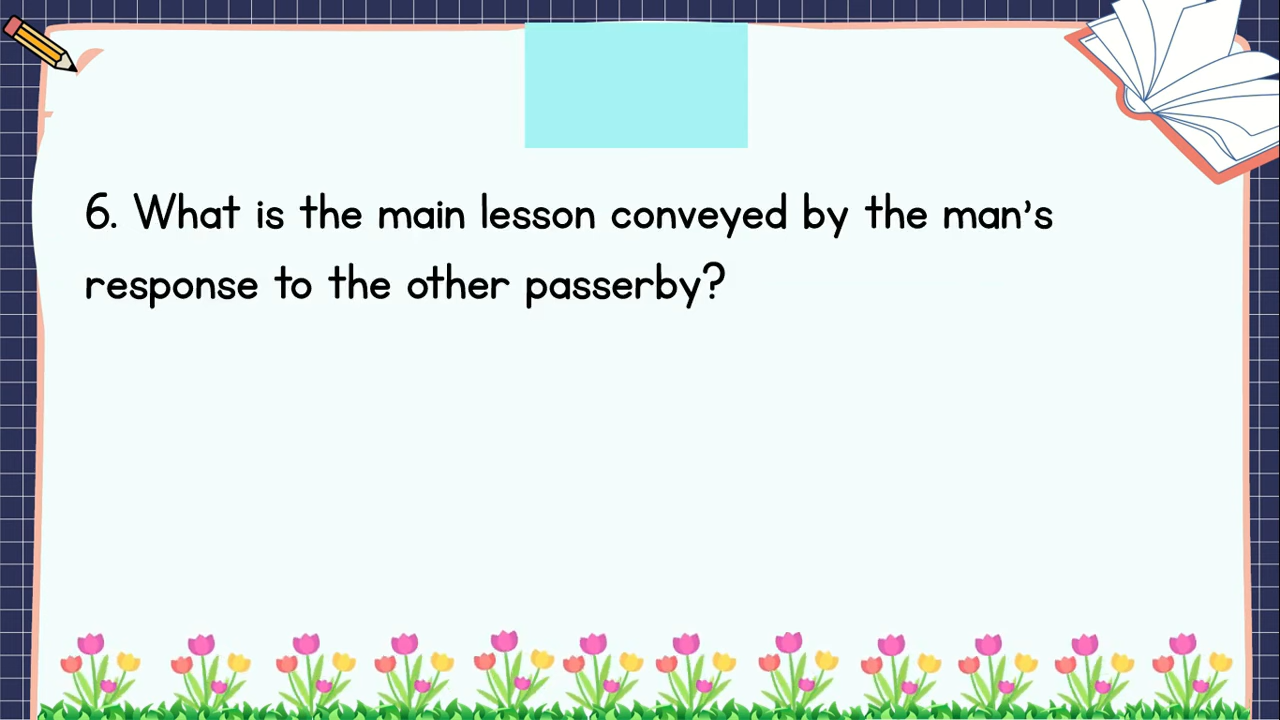 6. What is the main lesson conveyed by the man's
response to the other passerby?